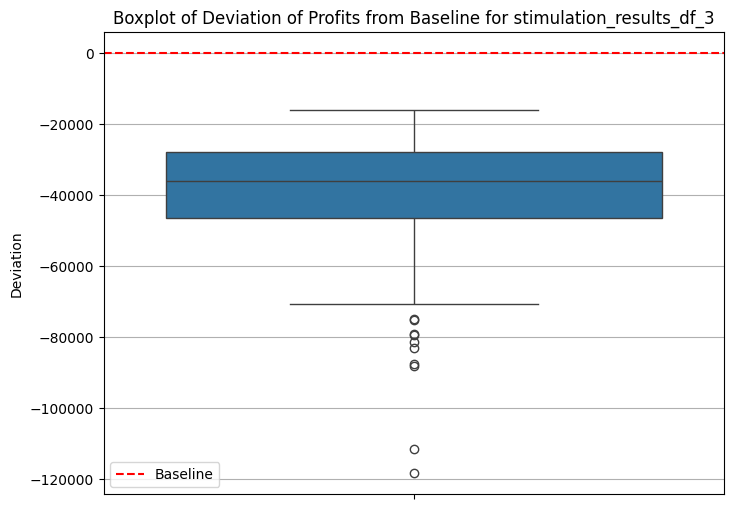 Boxplot of Deviation of Profits from Baseline for stimulation_results_df_3
0
−20000
−40000
−60000
−80000
−100000
−120000
Deviation
Baseline